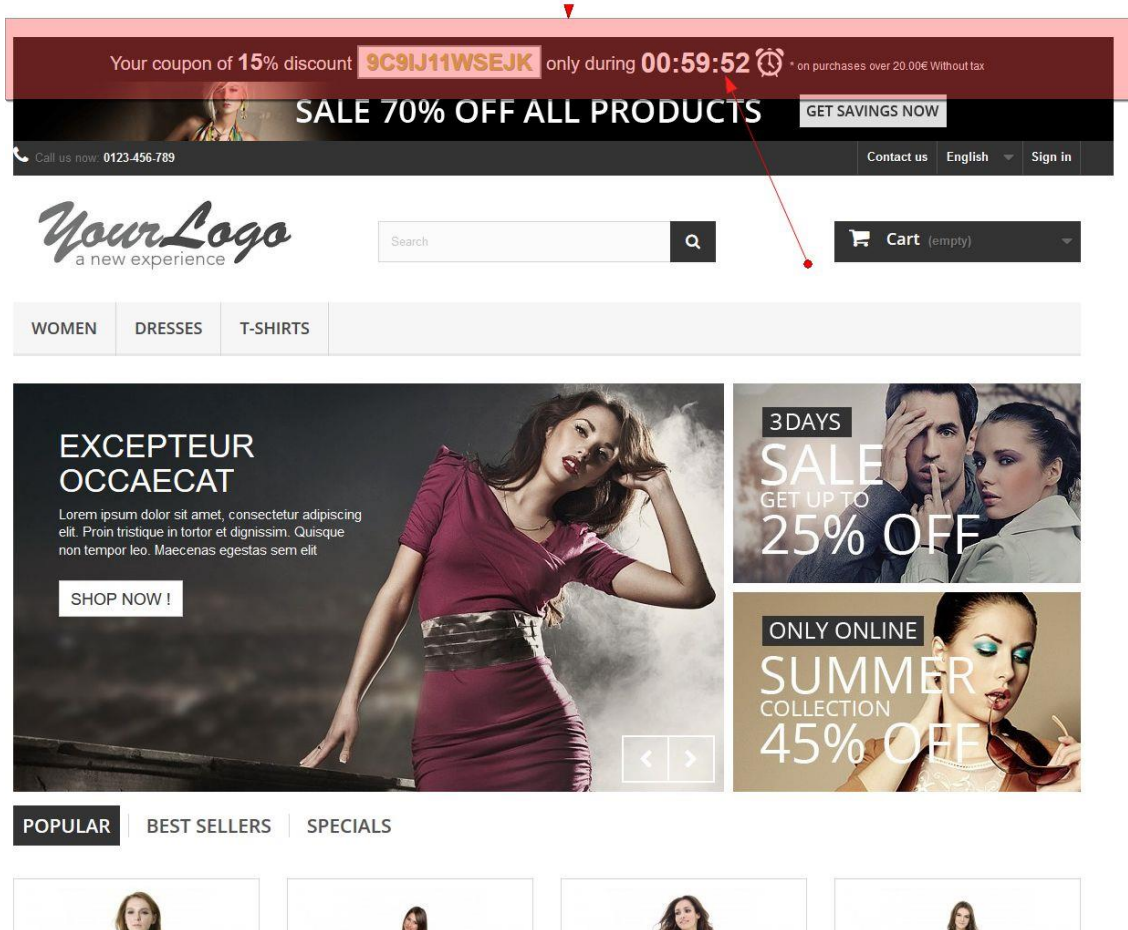 Your coupon of 15% discount 9C9IJ11WSEJK only during 00:59:52 * on purchases over 20.00€ Without tax
SALE 70% OFF ALL PRODUCTS GET SAVINGS NOW
Call us now: 0123-456-789 Contact us English Sign in
YourLogo
a new experience
Search
Cart (empty)
WOMEN DRESSES T-SHIRTS
EXCEPTEUR
OCCAECAT
Lorem ipsum dolor sit amet, consectetur adipiscing
elit. Proin tristique in tortor et dignissim. Quisque
non tempor leo. Maecenas egestas sem elit
SHOP NOW !
3 DAYS
SALE
GET UP TO
25% OFF
ONLY ONLINE
SUMMER
COLLECTION
45% OFF
POPULAR BEST SELLERS SPECIALS